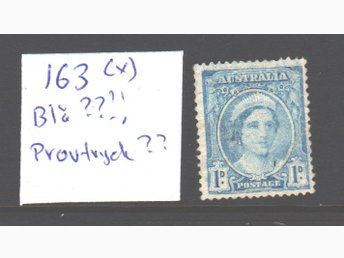 163 (x)
Blå ??!!,
Provtryck ??
AUSTRALIA
1D
POSTAGE
1D